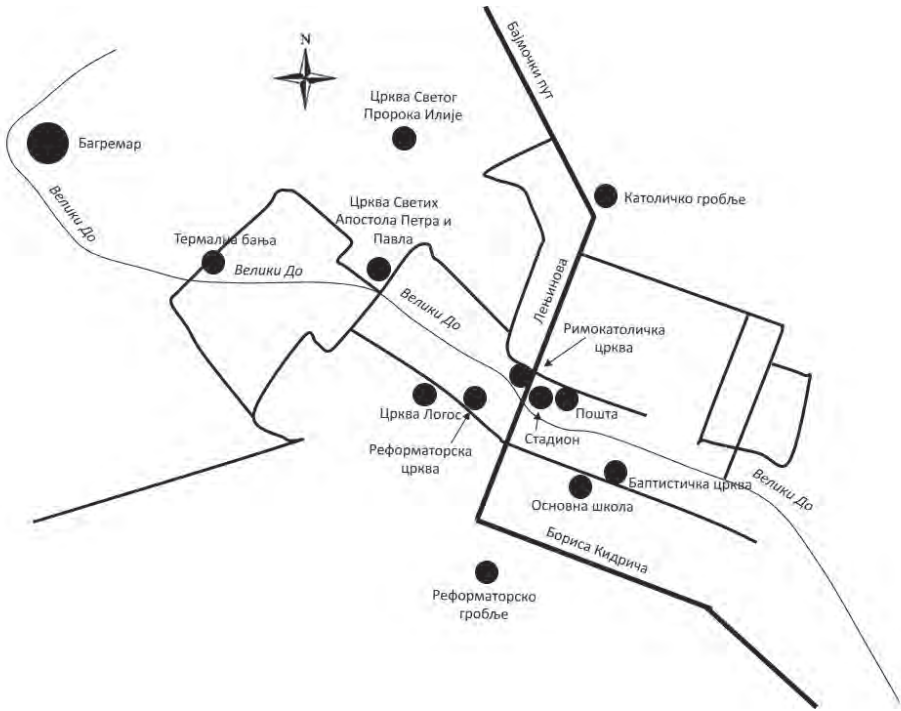 N
Бајмочки пут
Црква Светог
Пророка Илије
Багремар
Католичко гробље
Велики До
Црква Светих
Апостола Петра и
Павла
Термална бања
Велики До
Велики До
Лењинова
Римокатоличка
црква
Црква Логос
Пошта
Стадион
Реформаторска
црква
Баптистичка црква
Велики До
Основна школа
Бориса Кидрича
Реформаторско
гробље